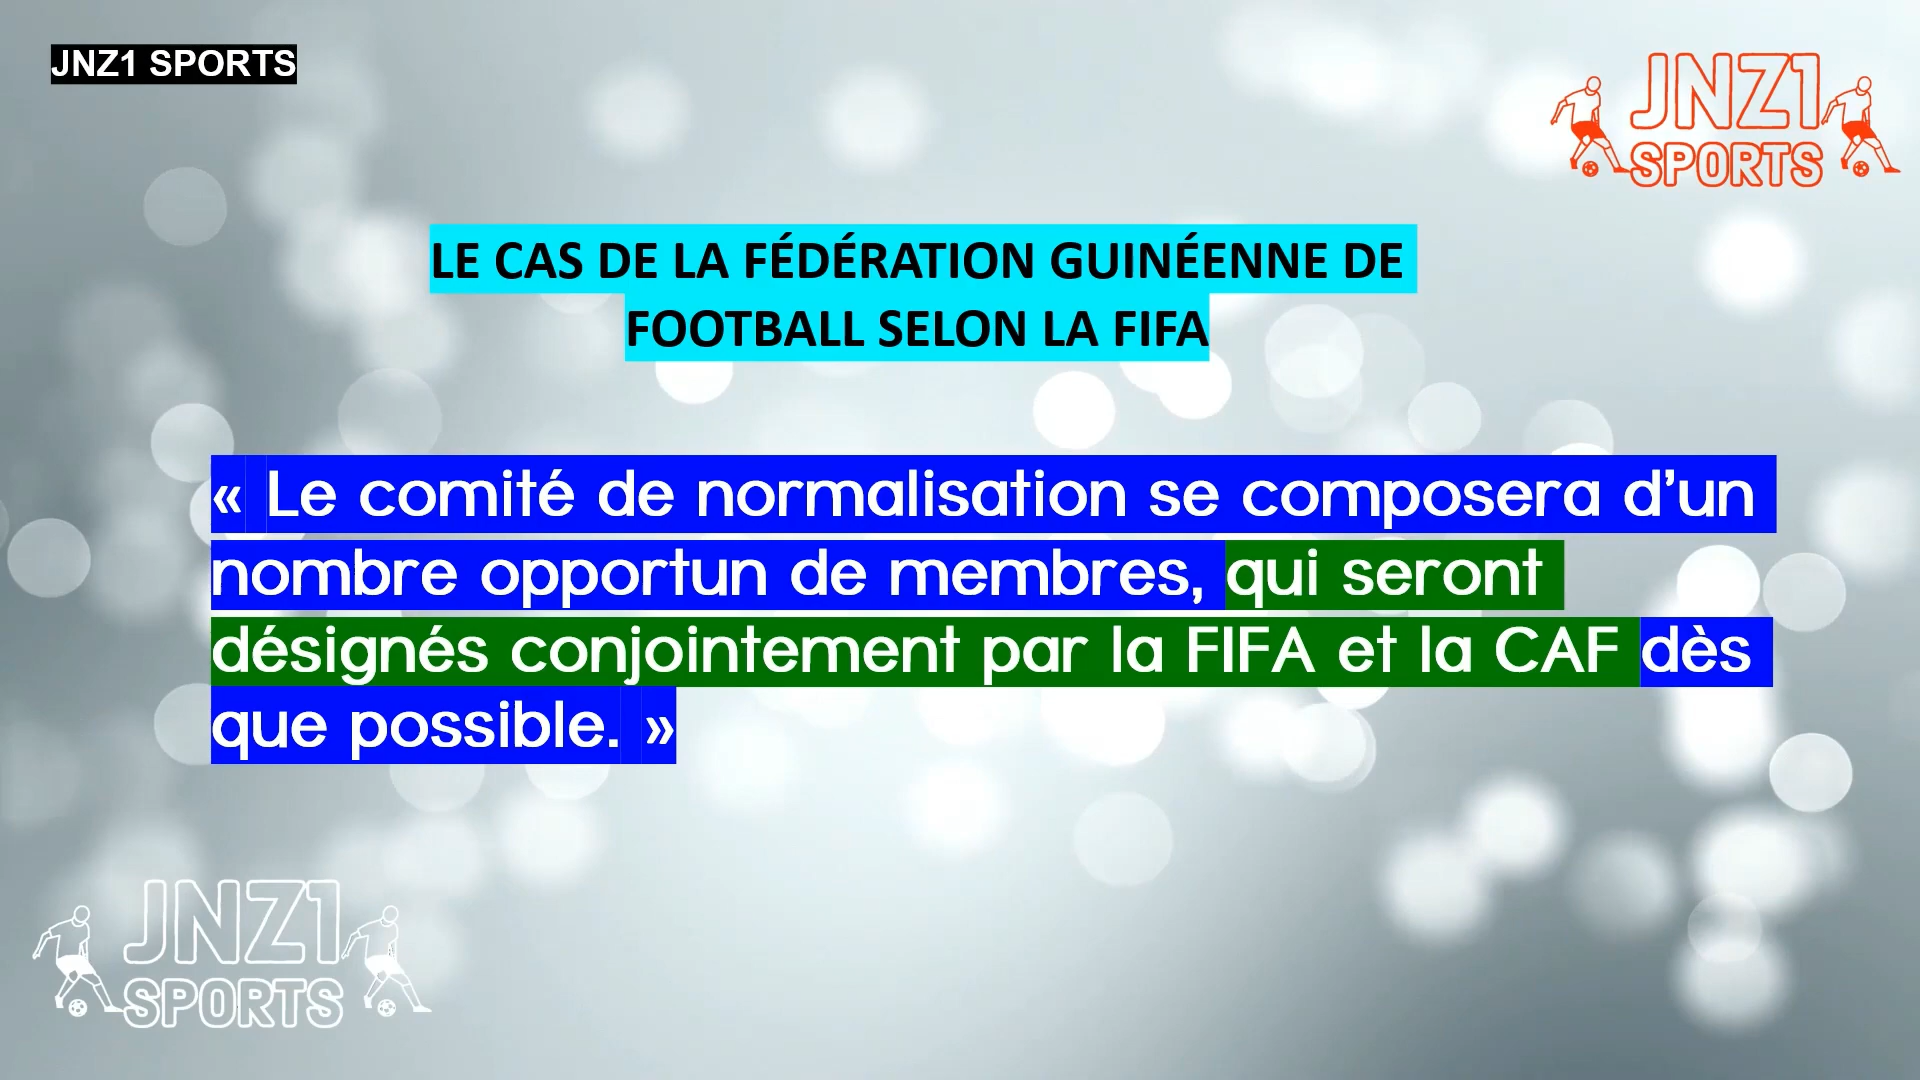 JNZ1 SPORTS
JNZ1
SPORTS
LE CAS DE LA FÉDÉRATION GUINÉENNE DE
FOOTBALL SELON LA FIFA
« Le comité de normalisation se composera d’un
nombre opportun de membres, qui seront
désignés conjointement par la FIFA et la CAF dès
que possible. »
JNZ1
SPORTS